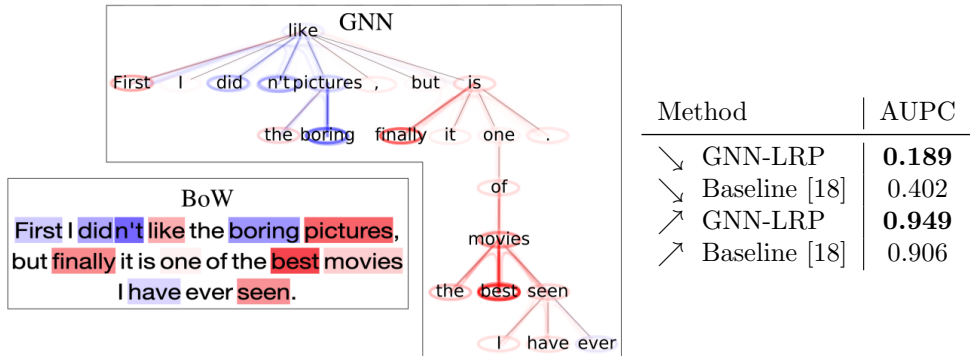 GNN
like
First I did n't pictures , but is
the boring finally it one .
of
movies
the best seen
I have ever
BoW
First I didn't like the boring pictures,
but finally it is one of the best movies
I have ever seen.
Method AUPC
↘ GNN-LRP 0.189
↘ Baseline [18] 0.402
↗ GNN-LRP 0.949
↗ Baseline [18] 0.906